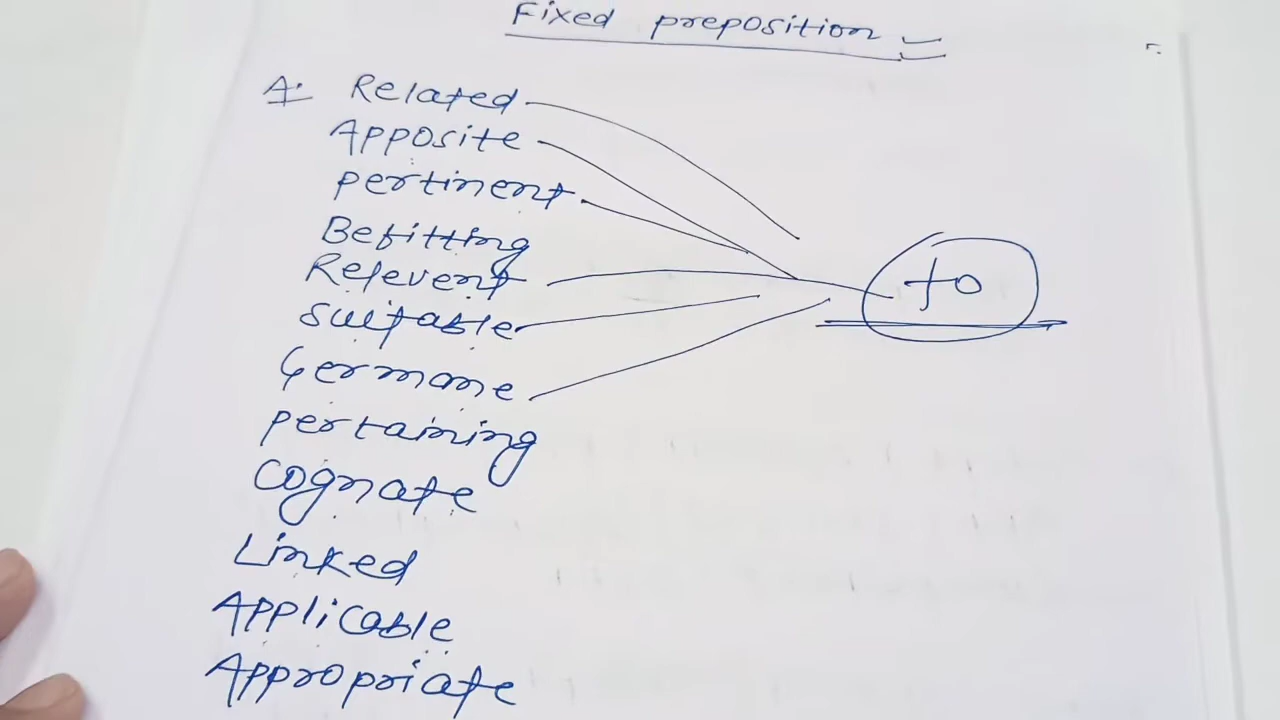 Fixed preposition
A: Related
Apposite
pertinent
Befitting
Relevent
to
suitable
Germane
pertaining
Cognate
Linked
Applicable
Appropriate